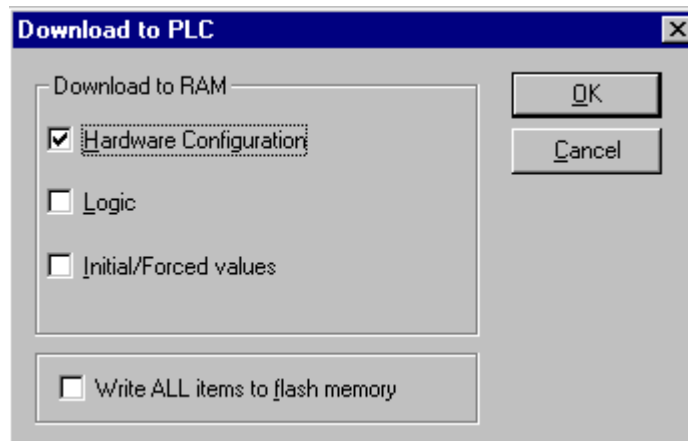 Download to PLC
Download to RAM
Hardware Configuration
Logic
Initial/Forced values
Write ALL items to flash memory
OK
Cancel